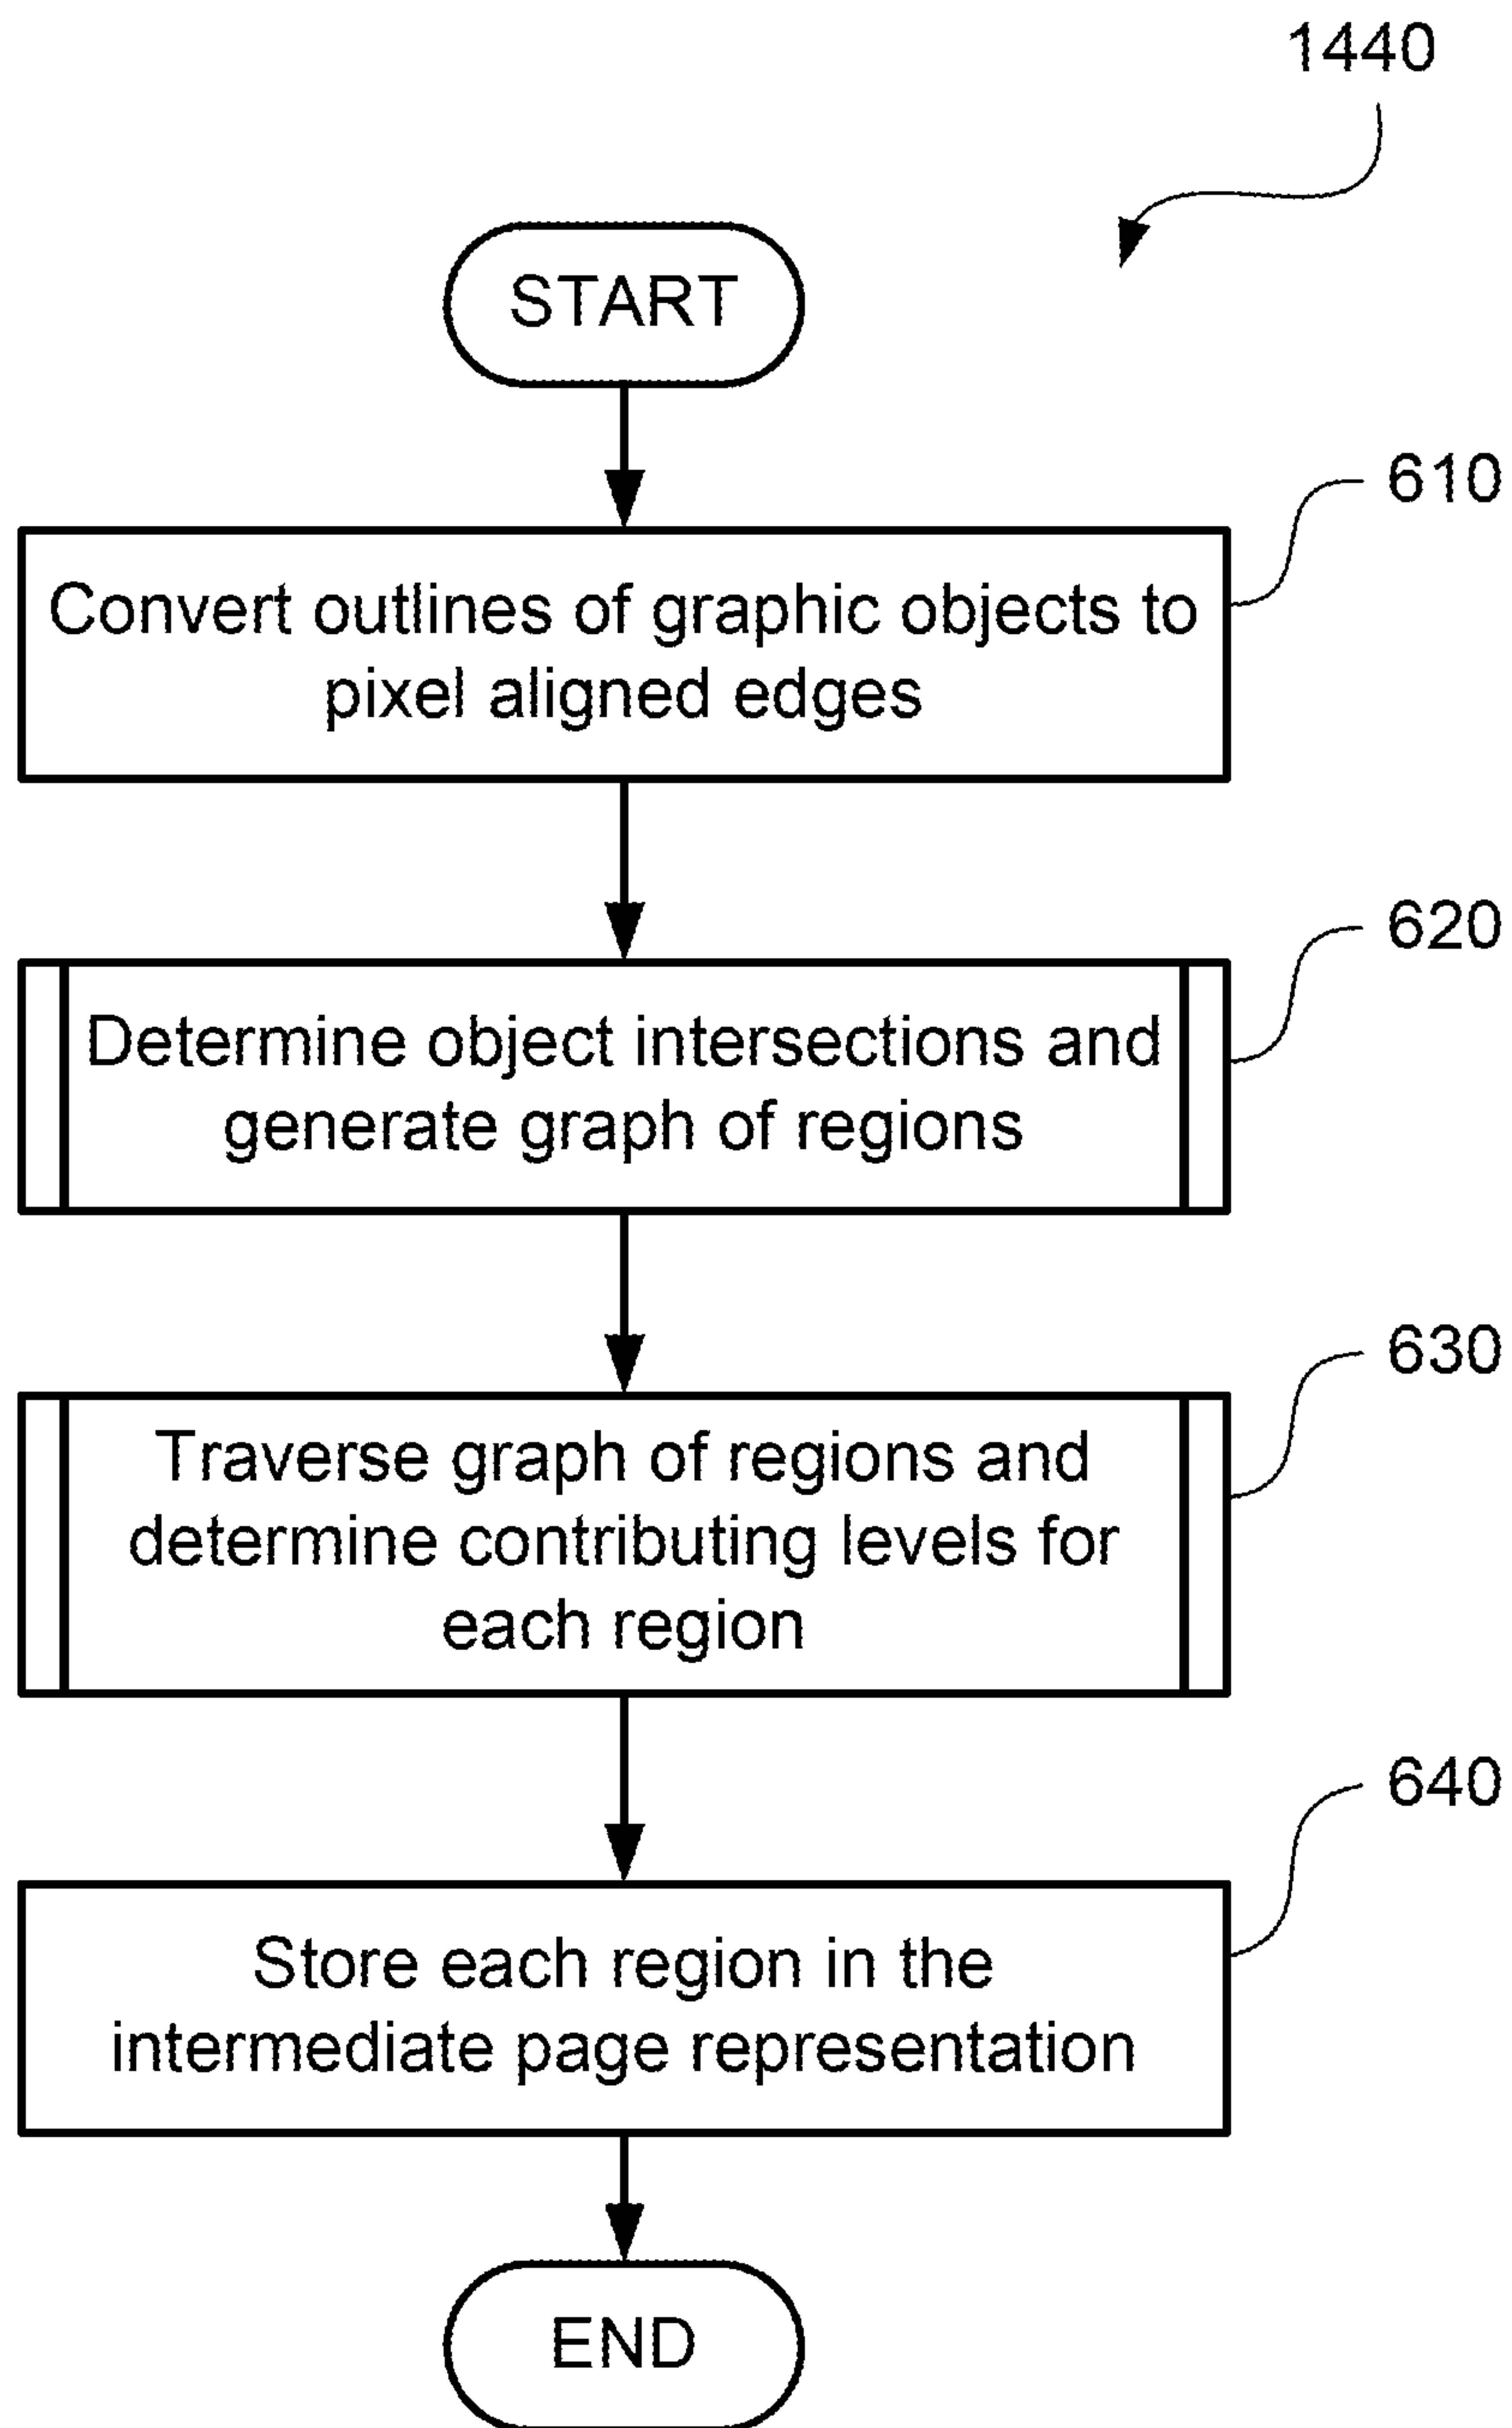 1440
START
610
Convert outlines of graphic objects to
pixel aligned edges
620
Determine object intersections and
generate graph of regions
630
Traverse graph of regions and
determine contributing levels for
each region
640
Store each region in the
intermediate page representation
END